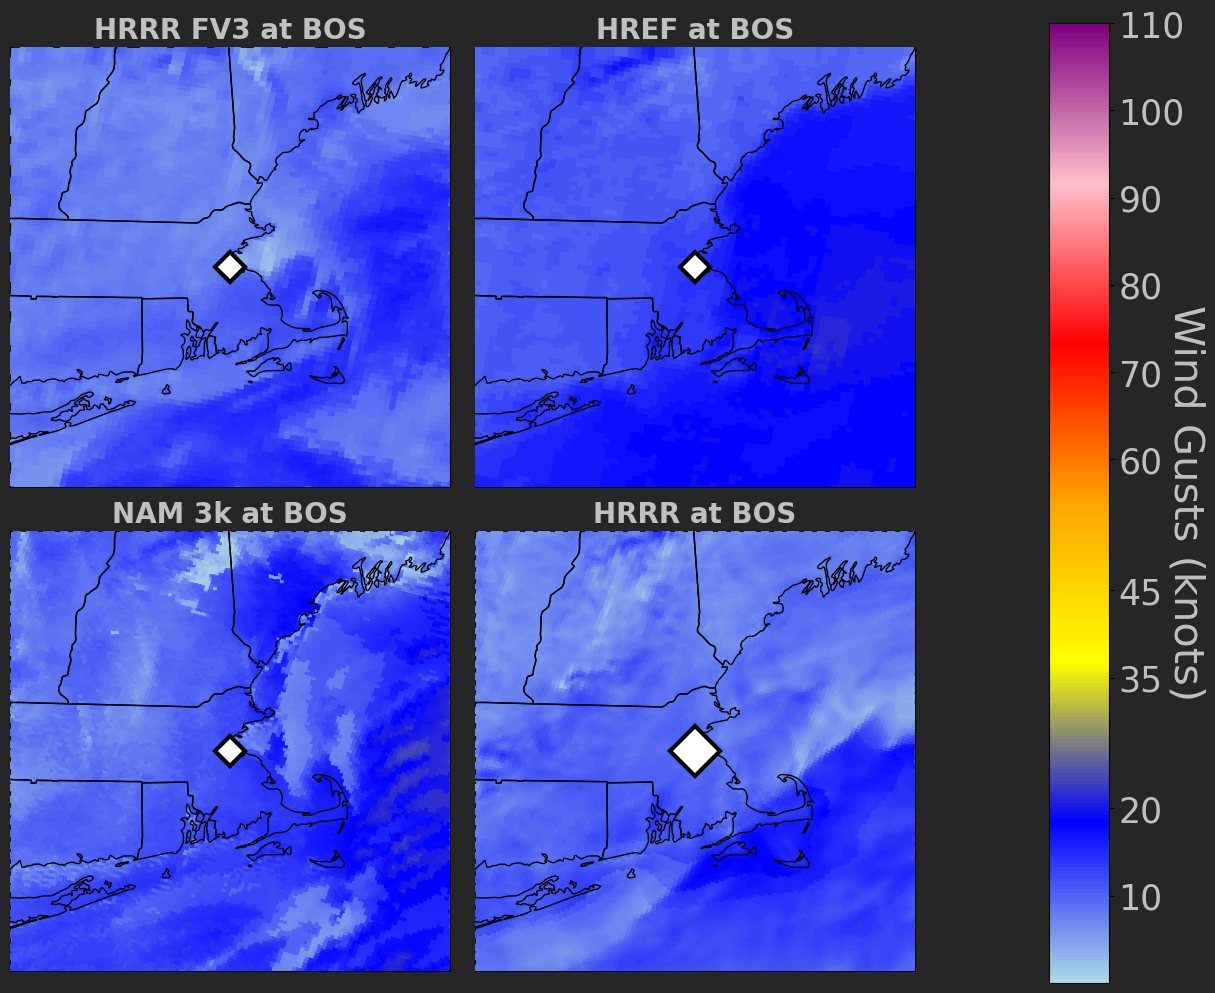 HRRR FV3 at BOS
HREF at BOS
NAM 3k at BOS
HRRR at BOS
110
100
90
80
70
60
45
35
20
10
Wind Gusts (knots)